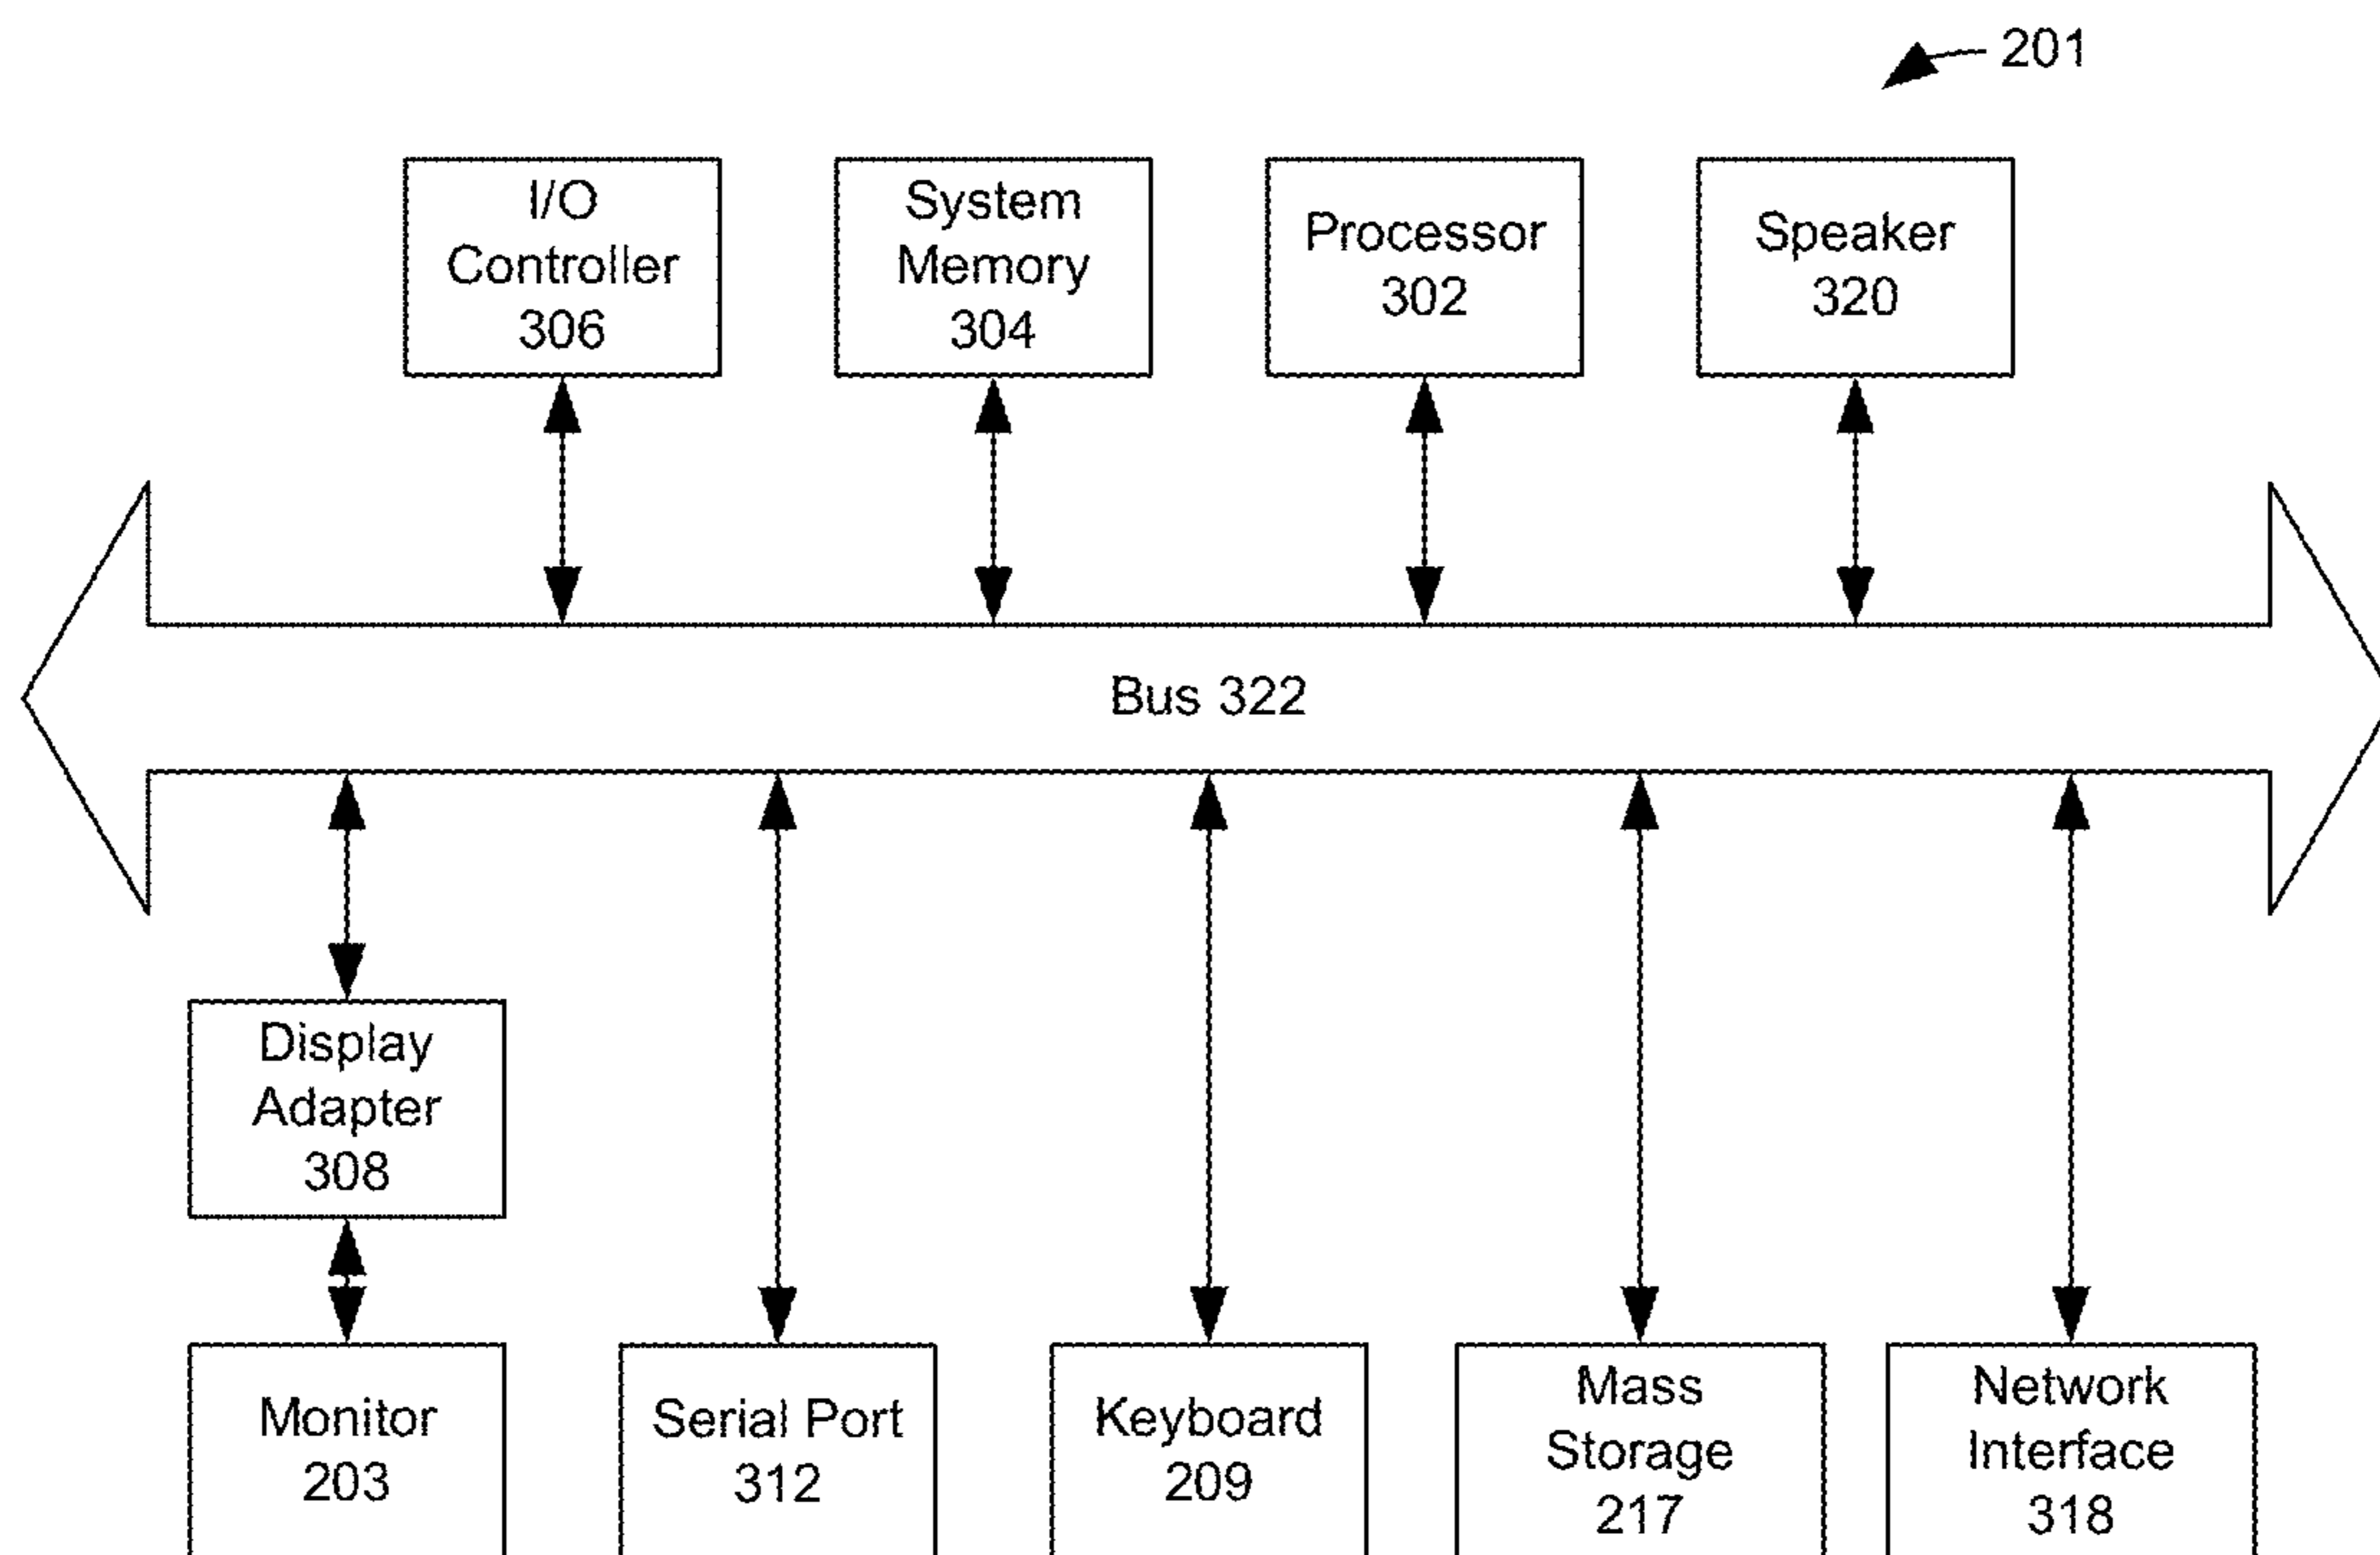 201
I/O
Controller
306
System
Memory
304
Processor
302
Speaker
320
Bus 322
Display
Adapter
308
Monitor
203
Serial Port
312
Keyboard
209
Mass
Storage
217
Network
Interface
318